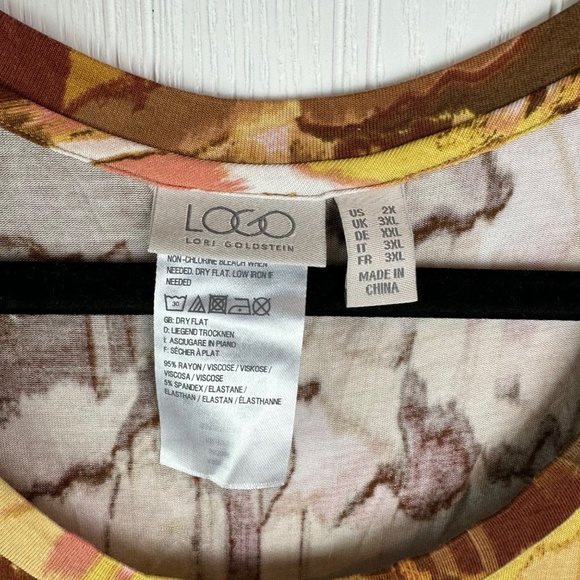 LOGO
LORI GOLDSTEIN
US 2X
UK 3XL
DE XXL
IT 3XL
FR 3XL
MADE IN
CHINA
NON-CHLORINE BLEACH WHEN
NEEDED. DRY FLAT. LOW IRON IF
NEEDED
30
GB: DRY FLAT
D: LIEGEND TROCKNEN
I: ASCIUGARE IN PIANO
F: SÉCHER À PLAT
95% RAYON / VISCOSE / VISKOSE /
VISCOSA / VISCOSE
5% SPANDEX / ELASTANE /
ELASTHAN / ELASTAN / ÉLASTHANNE